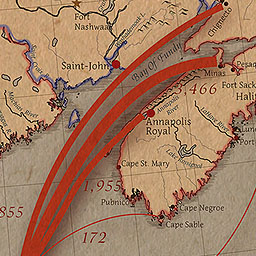 Fort
Nashwaak
Chignecto
Saint-John
Bay Of Fundy
Minas
Pesaq
3,466
Fort Sack
Hali
Annapolis
Royal
Port
Cape St. Mary
1,955
Pubnico
Cape Negroe
Cape Sable
855
172